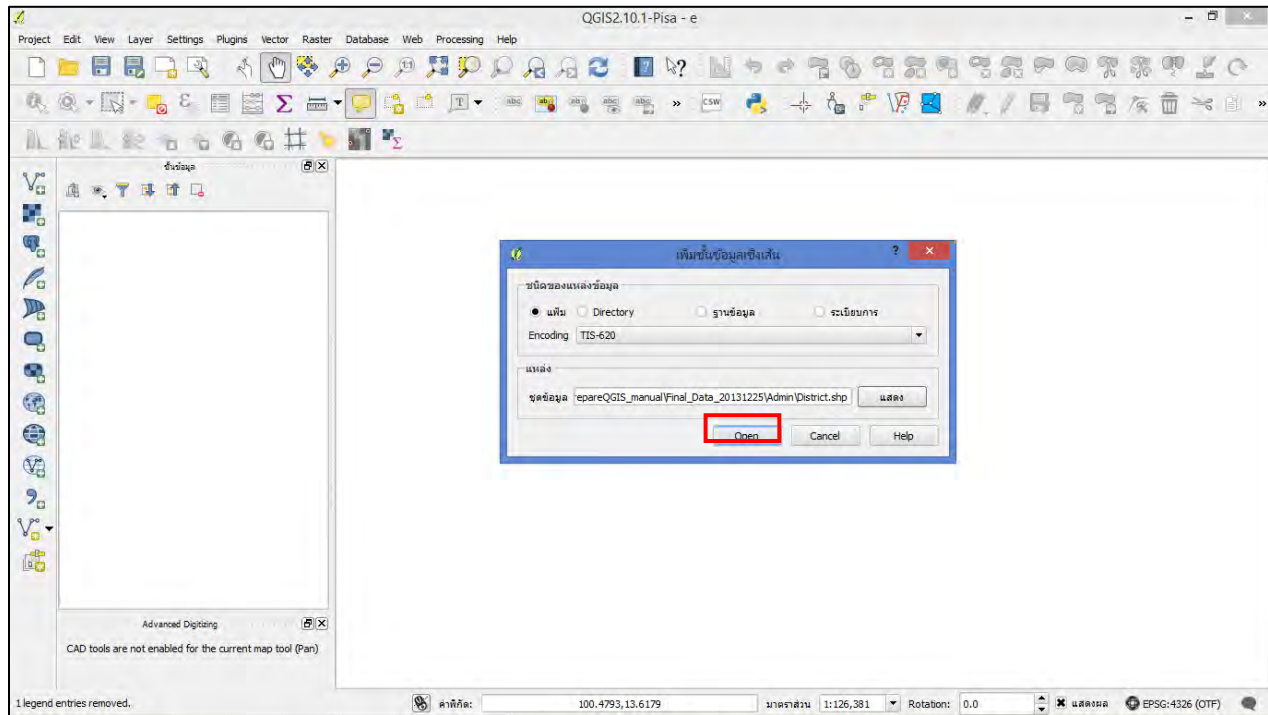 QGIS2.10.1-Pisa - e
Project Edit View Layer Settings Plugins Vector Raster Database Web Processing Help
CSW
ชั้นข้อมูล
เพิ่มชั้นข้อมูลเชิงเส้น
ชนิดของแหล่งข้อมูล
แฟ้ม Directory ฐานข้อมูล ระเบียบการ
Encoding TIS-620
แหล่ง
ชุดข้อมูล epareQGIS_manual\Final_Data_20131225\Admin\District.shp แสดง
Open Cancel Help
Advanced Digitizing
CAD tools are not enabled for the current map tool (Pan)
1 legend entries removed. ค่าพิกัด: 100.4793,13.6179 มาตราส่วน 1:126,381 Rotation: 0.0 แสดงผล EPSG:4326 (OTF)